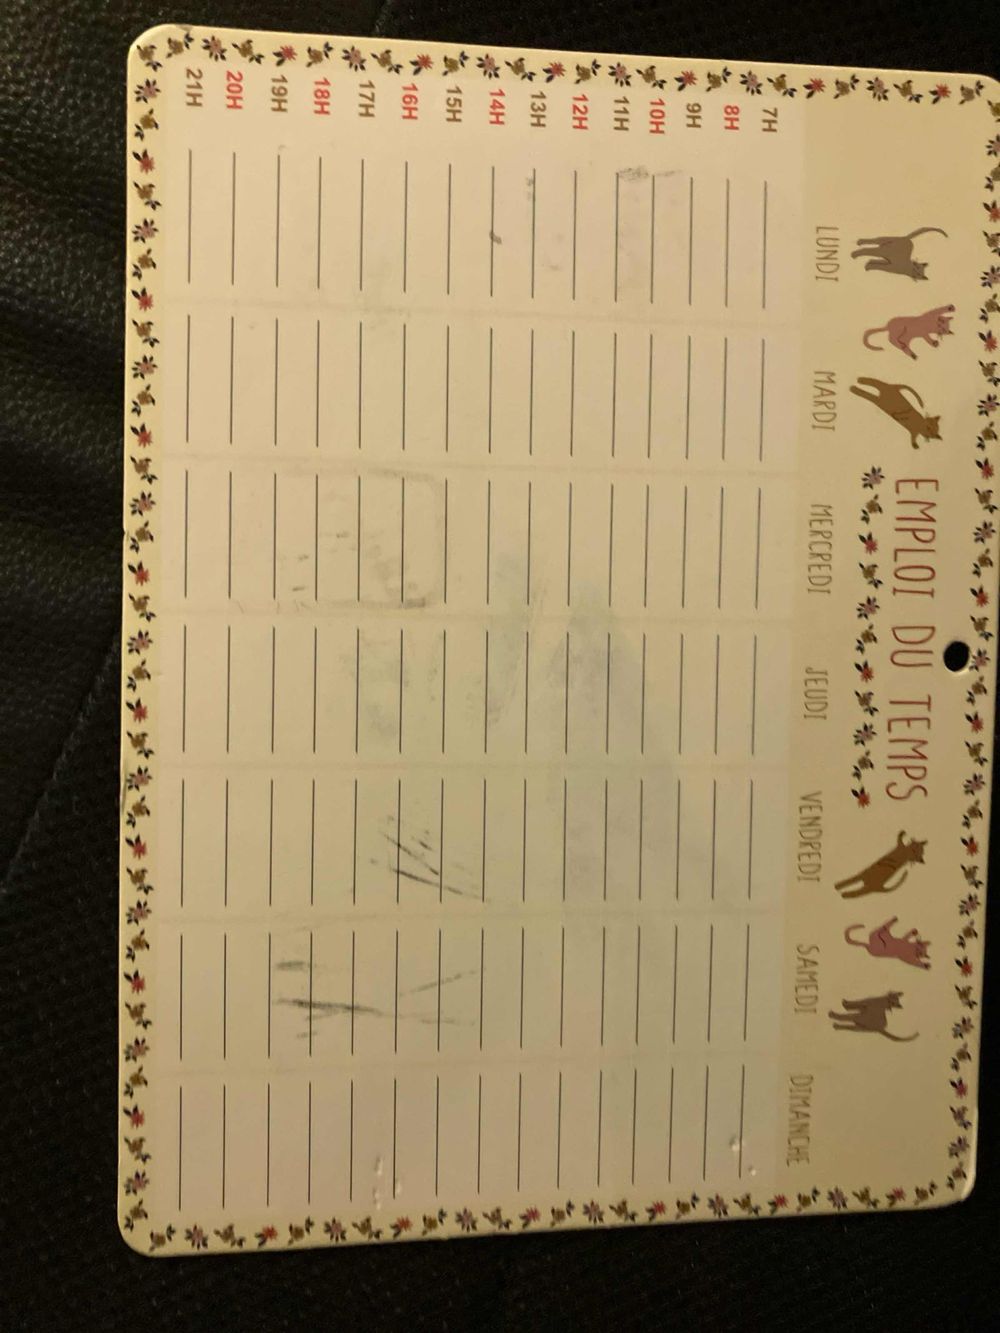 EMPLOI DU TEMPS
LUNDI MARDI MERCREDI JEUDI VENDREDI SAMEDI DIMANCHE
7H
8H
9H
10H
11H
12H
13H
14H
15H
16H
17H
18H
19H
20H
21H